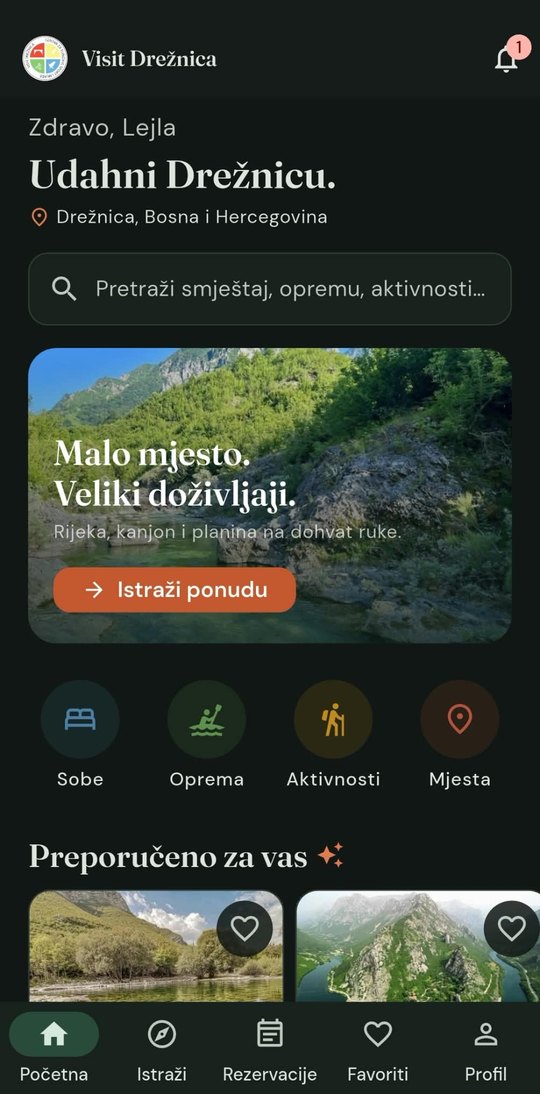 Visit Drežnica
1
Zdravo, Lejla
Udahni Drežnicu.
Drežnica, Bosna i Hercegovina
Pretraži smještaj, opremu, aktivnosti...
Malo mjesto.
Veliki doživljaji.
Rijeka, kanjon i planina na dohvat ruke.
Istraži ponudu
Sobe
Oprema
Aktivnosti
Mjesta
Preporučeno za vas
Početna
Istraži
Rezervacije
Favoriti
Profil